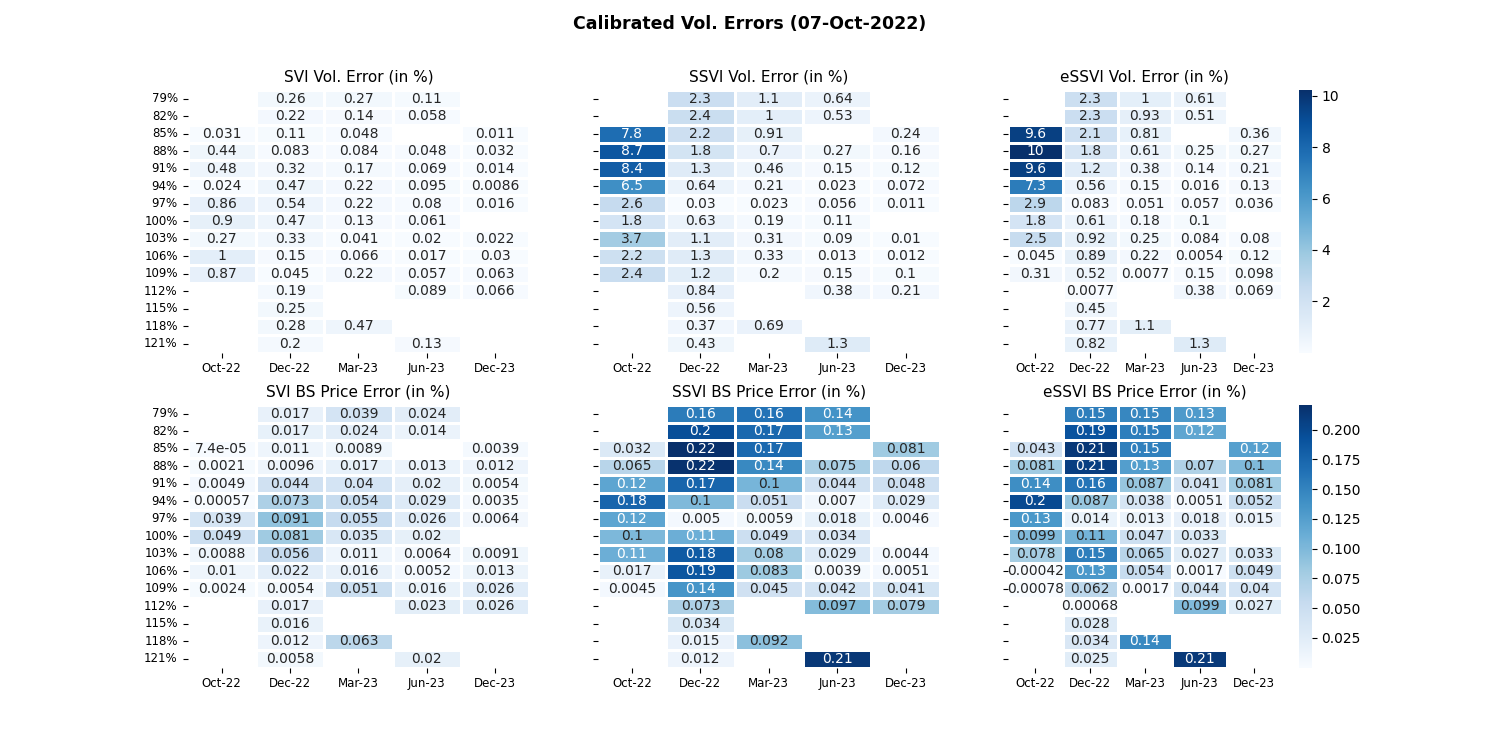 Calibrated Vol. Errors (07-Oct-2022)
SVI Vol. Error (in %)
79% 0.26 0.27 0.11
82% 0.22 0.14 0.058
85% 0.031 0.11 0.048 0.011
88% 0.44 0.083 0.084 0.048 0.032
91% 0.48 0.32 0.17 0.069 0.014
94% 0.024 0.47 0.22 0.095 0.0086
97% 0.86 0.54 0.22 0.08 0.016
100% 0.9 0.47 0.13 0.061
103% 0.27 0.33 0.041 0.02 0.022
106% 1 0.15 0.066 0.017 0.03
109% 0.87 0.045 0.22 0.057 0.063
112% 0.19 0.089 0.066
115% 0.25
118% 0.28 0.47
121% 0.2 0.13
Oct-22 Dec-22 Mar-23 Jun-23 Dec-23
SSVI Vol. Error (in %)
2.3 1.1 0.64
2.4 1 0.53
7.8 2.2 0.91 0.24
8.7 1.8 0.7 0.27 0.16
8.4 1.3 0.46 0.15 0.12
6.5 0.64 0.21 0.023 0.072
2.6 0.03 0.023 0.056 0.011
1.8 0.63 0.19 0.11
3.7 1.1 0.31 0.09 0.01
2.2 1.3 0.33 0.013 0.012
2.4 1.2 0.2 0.15 0.1
0.84 0.38 0.21
0.56
0.37 0.69
0.43 1.3
Oct-22 Dec-22 Mar-23 Jun-23 Dec-23
eSSVI Vol. Error (in %)
2.3 1 0.61
2.3 0.93 0.51
9.6 2.1 0.81 0.36
10 1.8 0.61 0.25 0.27
9.6 1.2 0.38 0.14 0.21
7.3 0.56 0.15 0.016 0.13
2.9 0.083 0.051 0.057 0.036
1.8 0.61 0.18 0.1
2.5 0.92 0.25 0.084 0.08
0.045 0.89 0.22 0.0054 0.12
0.31 0.52 0.0077 0.15 0.098
0.0077 0.38 0.069
0.45
0.77 1.1
0.82 1.3
Oct-22 Dec-22 Mar-23 Jun-23 Dec-23
10
8
6
4
2
SVI BS Price Error (in %)
79% 0.017 0.039 0.024
82% 0.017 0.024 0.014
85% 7.4e-05 0.011 0.0089 0.0039
88% 0.0021 0.0096 0.017 0.013 0.012
91% 0.0049 0.044 0.04 0.02 0.0054
94% 0.00057 0.073 0.054 0.029 0.0035
97% 0.039 0.091 0.055 0.026 0.0064
100% 0.049 0.081 0.035 0.02
103% 0.0088 0.056 0.011 0.0064 0.0091
106% 0.01 0.022 0.016 0.0052 0.013
109% 0.0024 0.0054 0.051 0.016 0.026
112% 0.017 0.023 0.026
115% 0.016
118% 0.012 0.063
121% 0.0058 0.02
Oct-22 Dec-22 Mar-23 Jun-23 Dec-23
SSVI BS Price Error (in %)
0.16 0.16 0.14
0.2 0.17 0.13
0.032 0.22 0.17 0.081
0.065 0.22 0.14 0.075 0.06
0.12 0.17 0.1 0.044 0.048
0.18 0.1 0.051 0.007 0.029
0.12 0.005 0.0059 0.018 0.0046
0.1 0.11 0.049 0.034
0.11 0.18 0.08 0.029 0.0044
0.017 0.19 0.083 0.0039 0.0051
0.0045 0.14 0.045 0.042 0.041
0.073 0.097 0.079
0.034
0.015 0.092
0.012 0.21
Oct-22 Dec-22 Mar-23 Jun-23 Dec-23
eSSVI BS Price Error (in %)
0.15 0.15 0.13
0.19 0.15 0.12
0.043 0.21 0.15 0.12
0.081 0.21 0.13 0.07 0.1
0.14 0.16 0.087 0.041 0.081
0.2 0.087 0.038 0.0051 0.052
0.13 0.014 0.013 0.018 0.015
0.099 0.11 0.047 0.033
0.078 0.15 0.065 0.027 0.033
0.00042 0.13 0.054 0.0017 0.049
0.00078 0.062 0.0017 0.044 0.04
0.00068 0.099 0.027
0.028
0.034 0.14
0.025 0.21
Oct-22 Dec-22 Mar-23 Jun-23 Dec-23
0.200
0.175
0.150
0.125
0.100
0.075
0.050
0.025